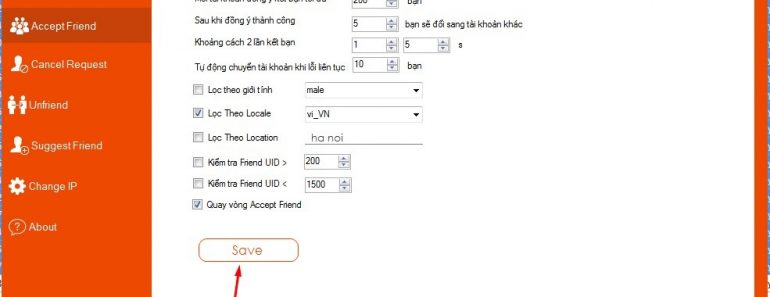 200 bạn
Accept Friend
Sau khi đồng ý thành công 5 bạn sẽ đổi sang tài khoản khác
Khoảng cách 2 lần kết bạn 1 5 s
Cancel Request
Tự động chuyển tài khoản khi lỗi liên tục 10 bạn
Lọc theo giới tính male
Unfriend
Lọc Theo Locale vi_VN
Lọc Theo Location ha noi
Suggest Friend
Kiểm tra Friend UID > 200
Change IP
Kiểm tra Friend UID < 1500
Quay vòng Accept Friend
About
Save